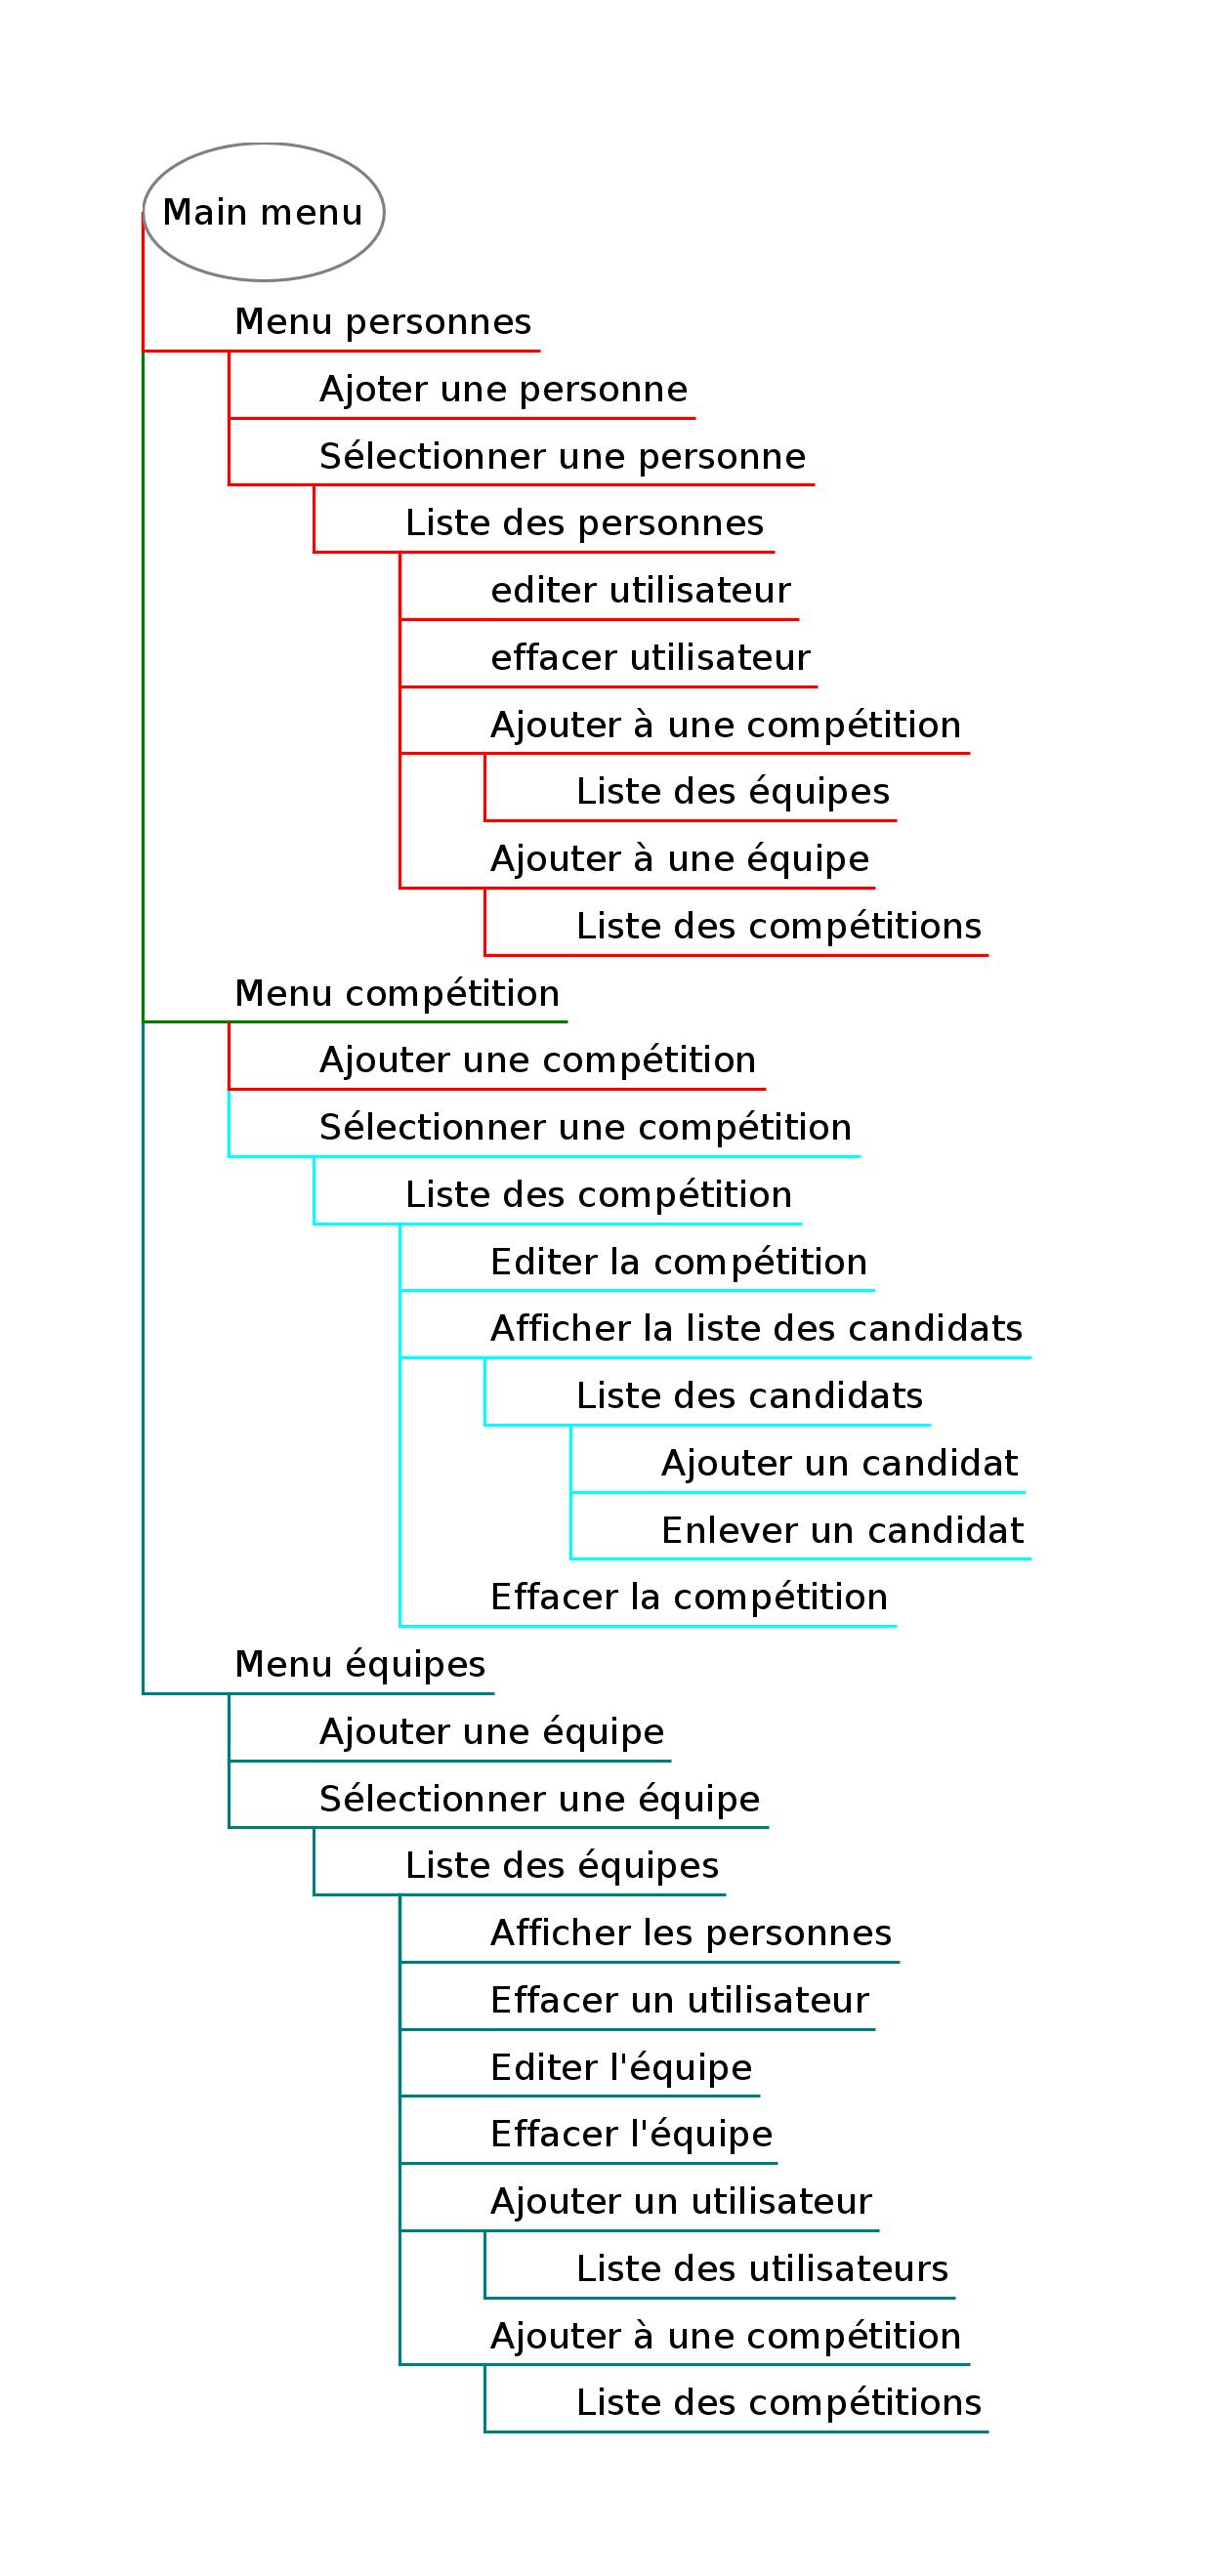 Main menu
Menu personnes
Ajoter une personne
Sélectionner une personne
Liste des personnes
editer utilisateur
effacer utilisateur
Ajouter à une compétition
Liste des équipes
Ajouter à une équipe
Liste des compétitions
Menu compétition
Ajouter une compétition
Sélectionner une compétition
Liste des compétition
Editer la compétition
Afficher la liste des candidats
Liste des candidats
Ajouter un candidat
Enlever un candidat
Effacer la compétition
Menu équipes
Ajouter une équipe
Sélectionner une équipe
Liste des équipes
Afficher les personnes
Effacer un utilisateur
Editer l'équipe
Effacer l'équipe
Ajouter un utilisateur
Liste des utilisateurs
Ajouter à une compétition
Liste des compétitions